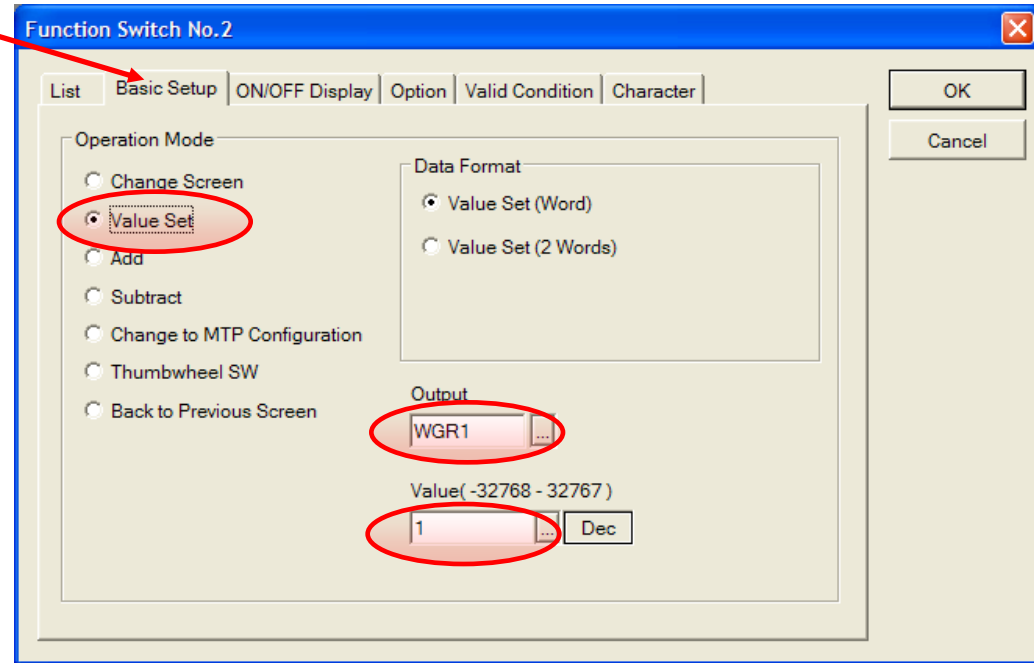 Function Switch No.2
List Basic Setup ON/OFF Display Option Valid Condition Character
OK
Cancel
Operation Mode
Change Screen
Value Set
Add
Subtract
Change to MTP Configuration
Thumbwheel SW
Back to Previous Screen
Data Format
Value Set (Word)
Value Set (2 Words)
Output
WGR1 ...
Value( -32768 - 32767 )
1 ... Dec